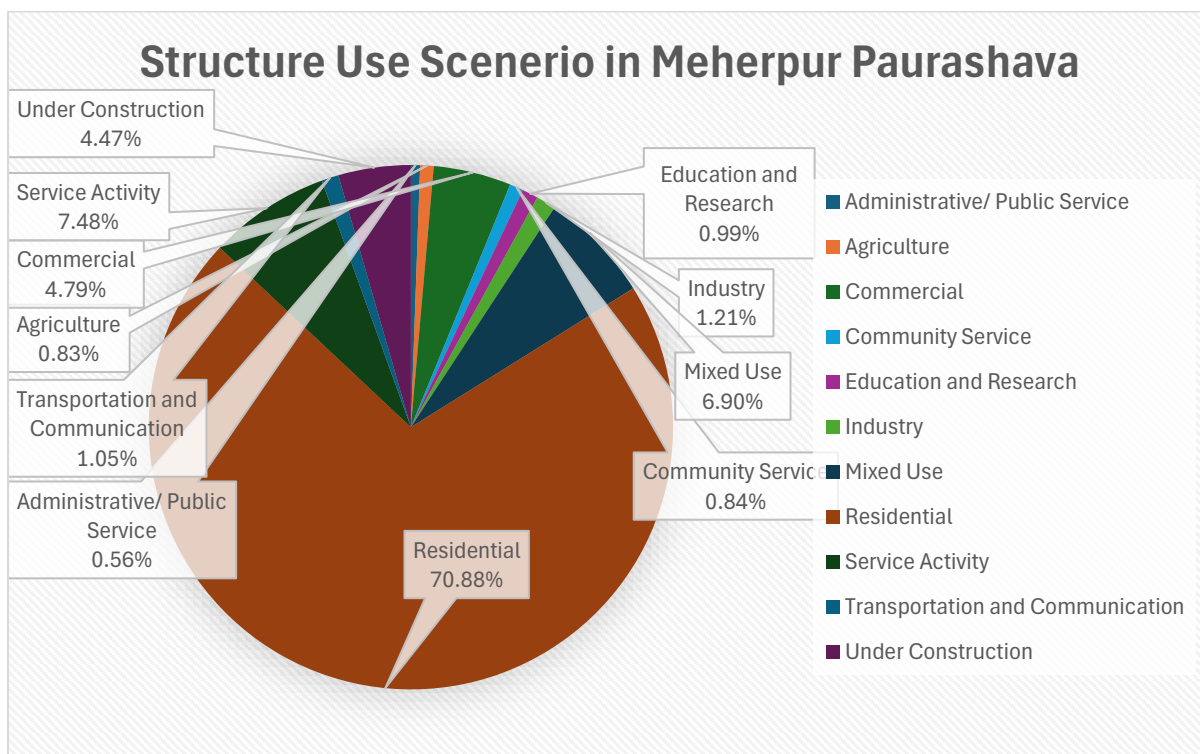 Structure Use Scenerio in Meherpur Paurashava
Under Construction
4.47%
Service Activity
7.48%
Commercial
4.79%
Agriculture
0.83%
Transportation and
Communication
1.05%
Administrative/ Public
Service
0.56%
Residential
70.88%
Education and
Research
0.99%
Industry
1.21%
Mixed Use
6.90%
Community Service
0.84%
Administrative/ Public Service
Agriculture
Commercial
Community Service
Education and Research
Industry
Mixed Use
Residential
Service Activity
Transportation and Communication
Under Construction